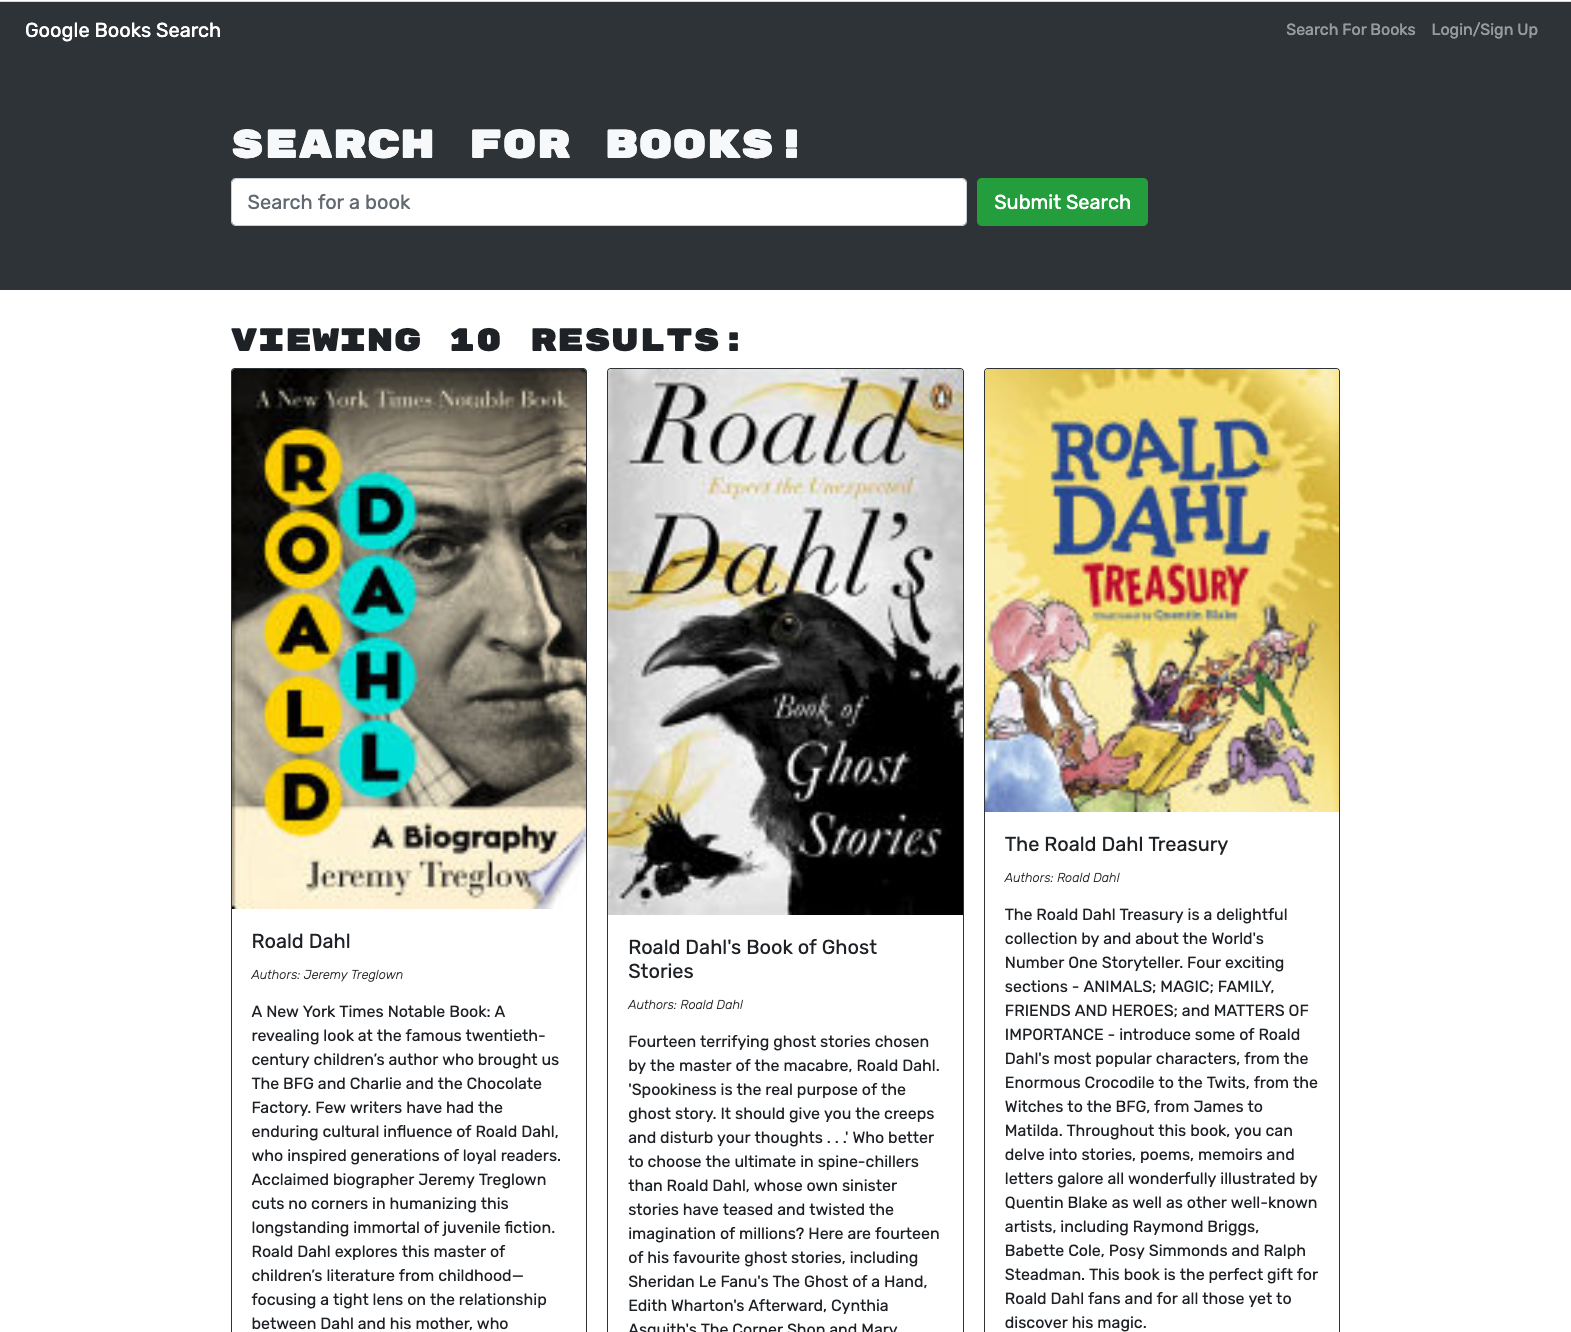 Google Books Search
Search For Books
Login/Sign Up
SEARCH FOR BOOKS!
Search for a book
Submit Search
VIEWING 10 RESULTS:
A New York Times Notable Book
ROALD
DAHL
A Biography
Jeremy Treglow
Roald Dahl
Authors: Jeremy Treglown
A New York Times Notable Book: A
revealing look at the famous twentieth-
century children’s author who brought us
The BFG and Charlie and the Chocolate
Factory. Few writers have had the
enduring cultural influence of Roald Dahl,
who inspired generations of loyal readers.
Acclaimed biographer Jeremy Treglown
cuts no corners in humanizing this
longstanding immortal of juvenile fiction.
Roald Dahl explores this master of
children’s literature from childhood—
focusing a tight lens on the relationship
between Dahl and his mother, who
Roald
Expect the Unexpected
Dahl's
Book of
Ghost
Stories
Roald Dahl's Book of Ghost
Stories
Authors: Roald Dahl
Fourteen terrifying ghost stories chosen
by the master of the macabre, Roald Dahl.
'Spookiness is the real purpose of the
ghost story. It should give you the creeps
and disturb your thoughts . . .' Who better
to choose the ultimate in spine-chillers
than Roald Dahl, whose own sinister
stories have teased and twisted the
imagination of millions? Here are fourteen
of his favourite ghost stories, including
Sheridan Le Fanu's The Ghost of a Hand,
Edith Wharton's Afterward, Cynthia
Asquith's The Corner Shop and Mary
ROALD
DAHL
TREASURY
Illustrated by Quentin Blake
The Roald Dahl Treasury
Authors: Roald Dahl
The Roald Dahl Treasury is a delightful
collection by and about the World's
Number One Storyteller. Four exciting
sections - ANIMALS; MAGIC; FAMILY,
FRIENDS AND HEROES; and MATTERS OF
IMPORTANCE - introduce some of Roald
Dahl's most popular characters, from the
Enormous Crocodile to the Twits, from the
Witches to the BFG, from James to
Matilda. Throughout this book, you can
delve into stories, poems, memoirs and
letters galore all wonderfully illustrated by
Quentin Blake as well as other well-known
artists, including Raymond Briggs,
Babette Cole, Posy Simmonds and Ralph
Steadman. This book is the perfect gift for
Roald Dahl fans and for all those yet to
discover his magic.